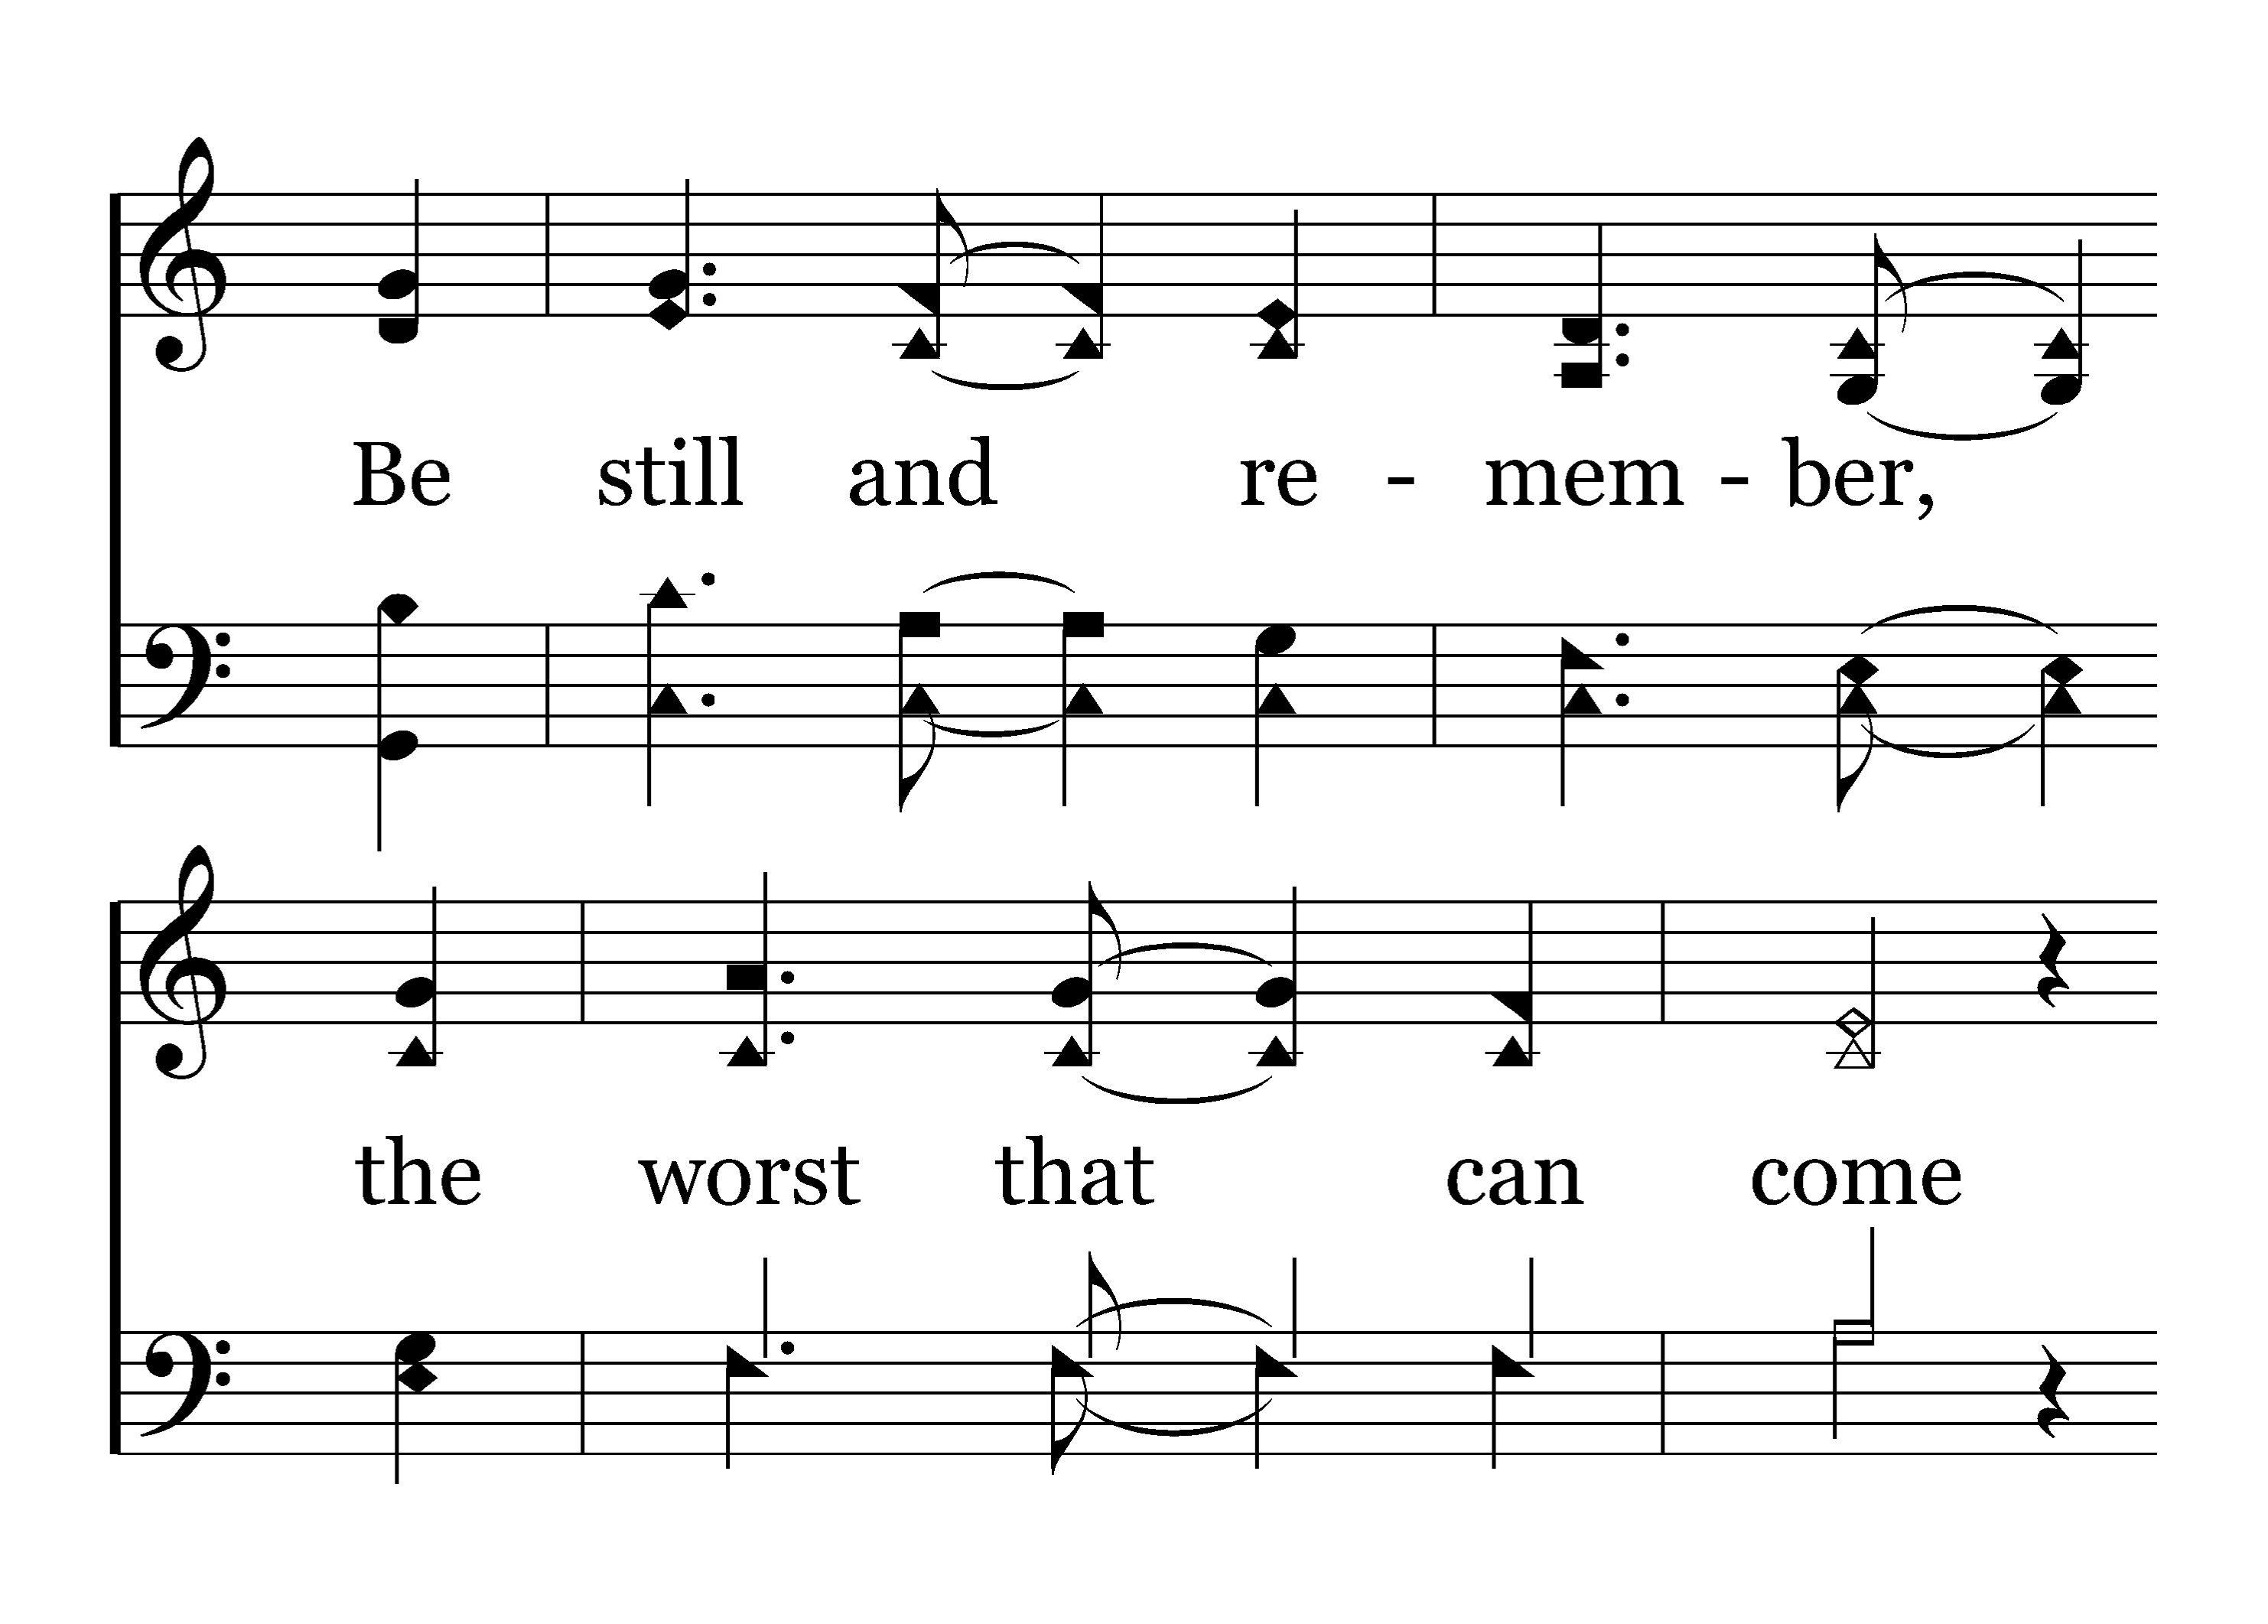 Be still and re - mem - ber,
the worst that can come